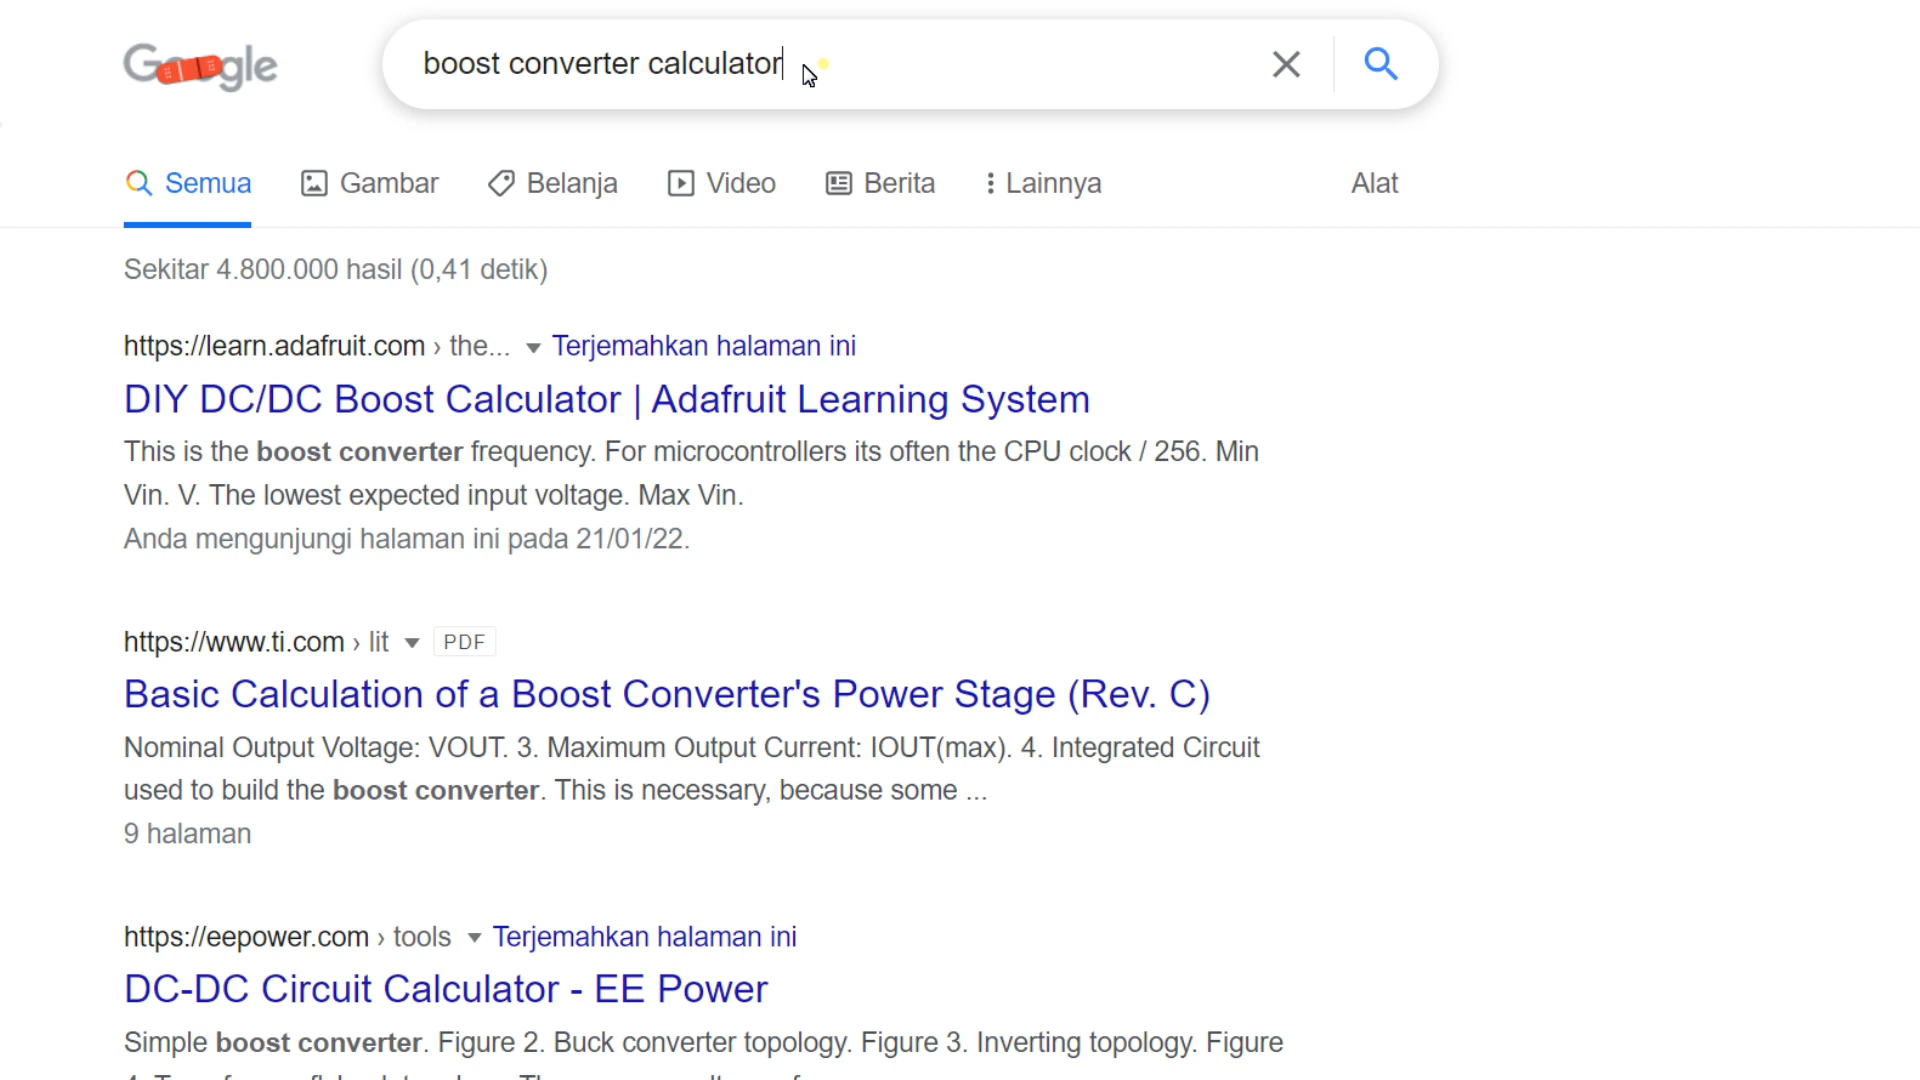 Google
boost converter calculator
Semua Gambar Belanja Video Berita Lainnya Alat
Sekitar 4.800.000 hasil (0,41 detik)
https://learn.adafruit.com › the... Terjemahkan halaman ini
DIY DC/DC Boost Calculator | Adafruit Learning System
This is the boost converter frequency. For microcontrollers its often the CPU clock / 256. Min
Vin. V. The lowest expected input voltage. Max Vin.
Anda mengunjungi halaman ini pada 21/01/22.
https://www.ti.com › lit PDF
Basic Calculation of a Boost Converter's Power Stage (Rev. C)
Nominal Output Voltage: VOUT. 3. Maximum Output Current: IOUT(max). 4. Integrated Circuit
used to build the boost converter. This is necessary, because some ...
9 halaman
https://eepower.com › tools Terjemahkan halaman ini
DC-DC Circuit Calculator - EE Power
Simple boost converter. Figure 2. Buck converter topology. Figure 3. Inverting topology. Figure